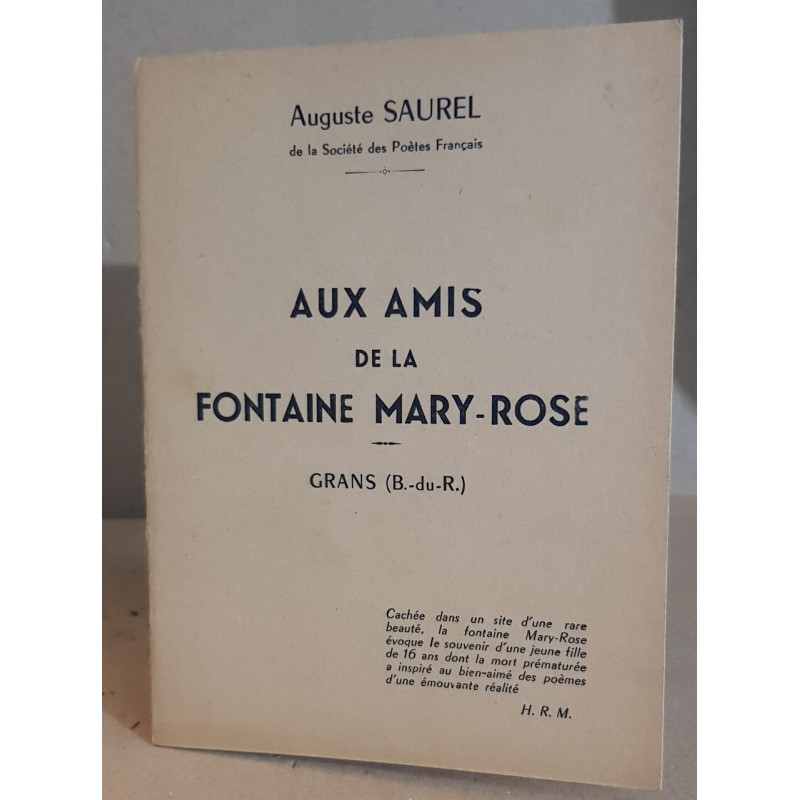 Auguste SAUREL
de la Société des Poètes Français
AUX AMIS
DE LA
FONTAINE MARY-ROSE
GRANS (B.-du-R.)
Cachée dans un site d'une rare
beauté, la fontaine Mary-Rose
évoque le souvenir d'une jeune fille
de 16 ans dont la mort prématurée
a inspiré au bien-aimé des poèmes
d'une émouvante réalité
H. R. M.